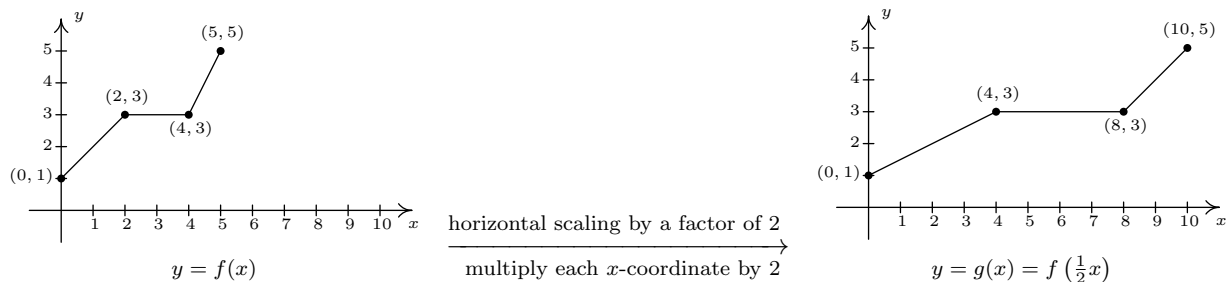 y
(5, 5)
5
4
(2, 3)
3
(4, 3)
2
(0, 1)
1 2 3 4 5 6 7 8 9 10 x
y = f(x)
horizontal scaling by a factor of 2
multiply each x-coordinate by 2
y
(10, 5)
5
4
(4, 3)
3
(8, 3)
2
(0, 1)
1 2 3 4 5 6 7 8 9 10 x
y = g(x) = f(½x)